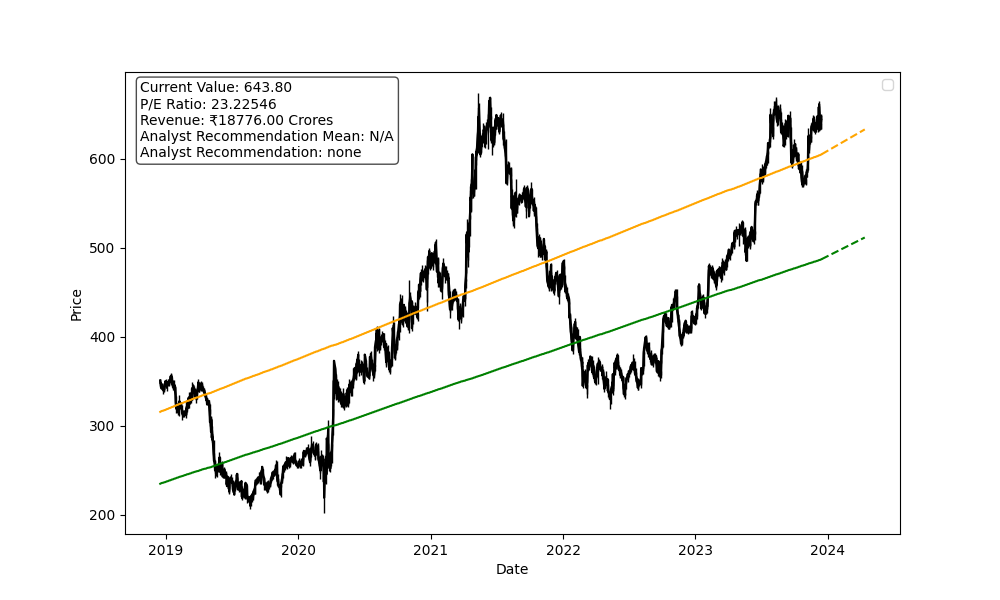 Current Value: 643.80
P/E Ratio: 23.22546
Revenue: ₹18776.00 Crores
Analyst Recommendation Mean: N/A
Analyst Recommendation: none
600
500
400
300
200
Price
2019 2020 2021 2022 2023 2024
Date